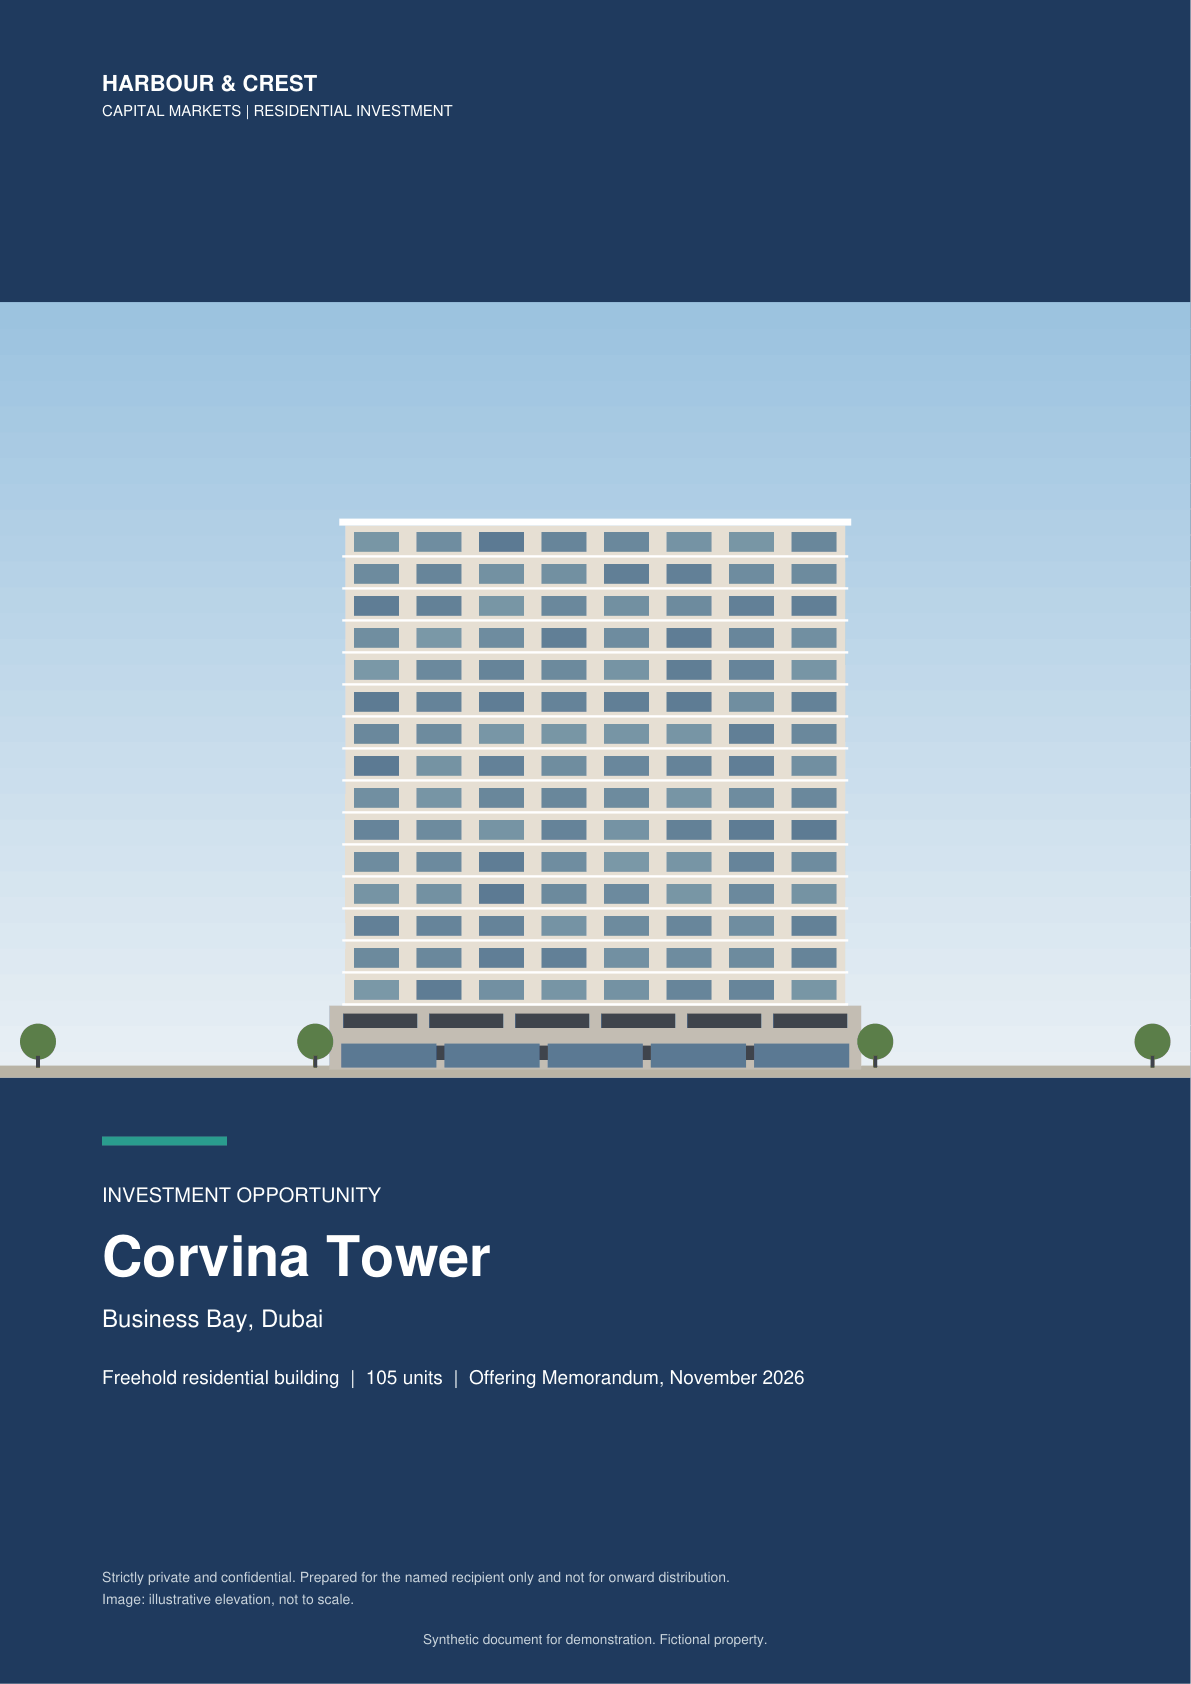 HARBOUR & CREST
CAPITAL MARKETS | RESIDENTIAL INVESTMENT
INVESTMENT OPPORTUNITY
Corvina Tower
Business Bay, Dubai
Freehold residential building | 105 units | Offering Memorandum, November 2026
Strictly private and confidential. Prepared for the named recipient only and not for onward distribution.
Image: illustrative elevation, not to scale.
Synthetic document for demonstration. Fictional property.